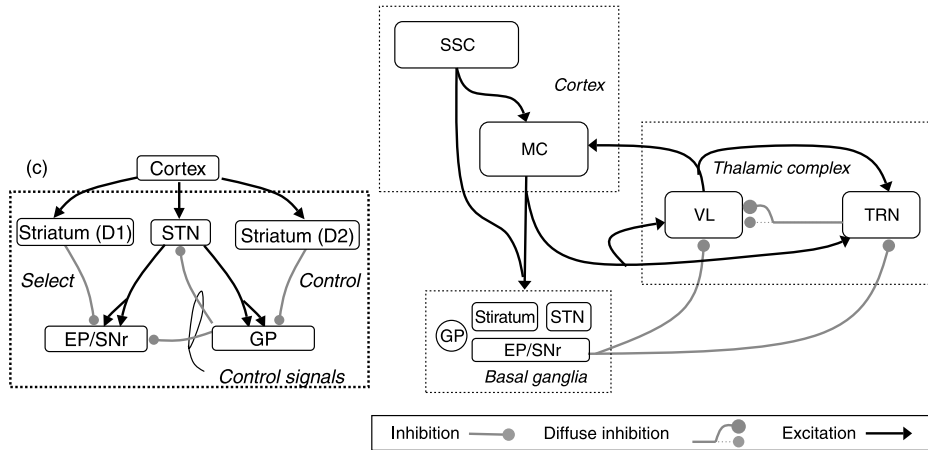 SSC
Cortex
MC
(c)
Cortex
Thalamic complex
Striatum (D1)
STN
Striatum (D2)
VL
TRN
Select
Control
EP/SNr
GP
Control signals
Stiratum
STN
GP
EP/SNr
Basal ganglia
Inhibition
Diffuse inhibition
Excitation